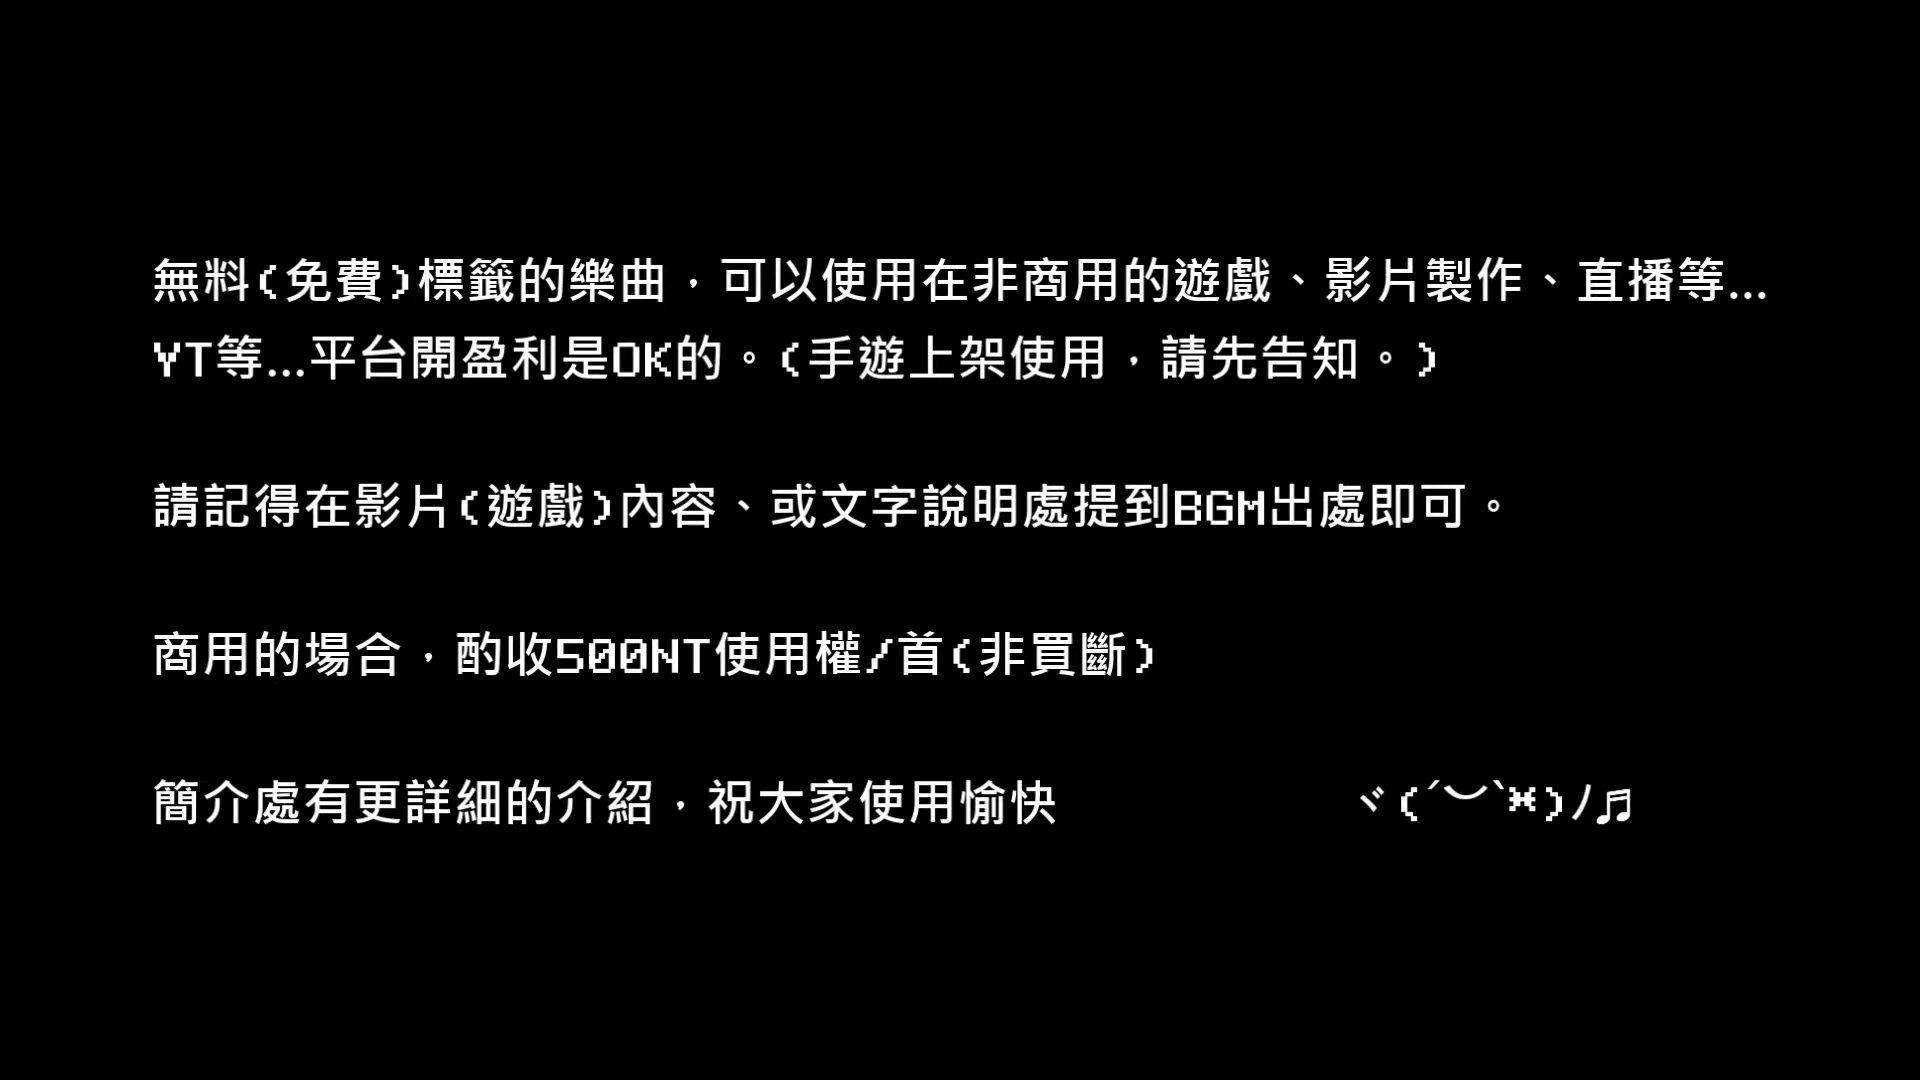 無料(免費)標籤的樂曲，可以使用在非商用的遊戲、影片製作、直播等...
YT等...平台開盈利是OK的。(手遊上架使用，請先告知。)
請記得在影片(遊戲)內容、或文字說明處提到BGM出處即可。
商用的場合，酌收500NT使用權/首(非買斷)
簡介處有更詳細的介紹，祝大家使用愉快 ヾ(´︶`*)ﾉ♬